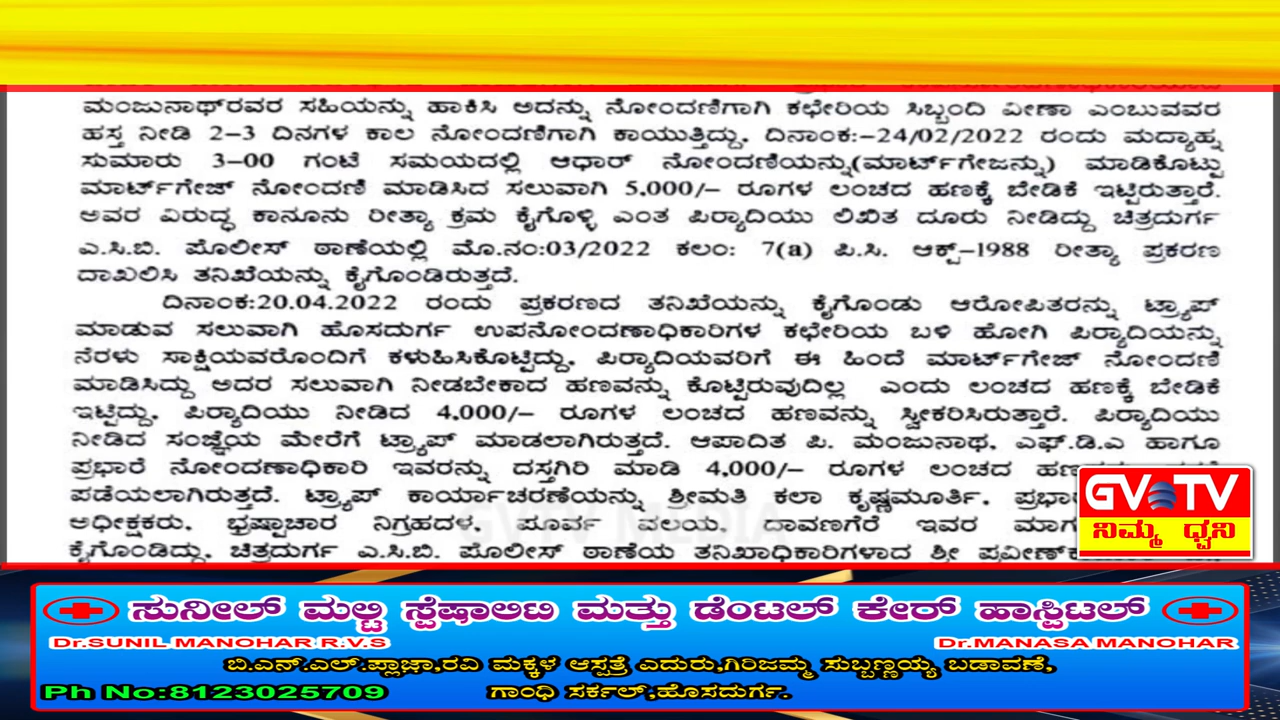 ಮಂಜುನಾಥ್‌ರವರ ಸಹಿಯನ್ನು ಹಾಕಿಸಿ ಅದನ್ನು ನೋಂದಣಿಗಾಗಿ ಕಛೇರಿಯ ಸಿಬ್ಬಂದಿ ವೀಣಾ ಎಂಬುವವರ
ಹಸ್ತ ನೀಡಿ 2-3 ದಿನಗಳ ಕಾಲ ನೋಂದಣಿಗಾಗಿ ಕಾಯುತ್ತಿದ್ದು, ದಿನಾಂಕ:-24/02/2022 ರಂದು ಮದ್ಯಾಹ್ನ
ಸುಮಾರು 3-00 ಗಂಟೆ ಸಮಯದಲ್ಲಿ ಆಧಾರ್ ನೋಂದಣಿಯನ್ನು(ಮಾರ್ಟ್‌ಗೇಜನ್ನು) ಮಾಡಿಕೊಟ್ಟು
ಮಾರ್ಟ್‌ಗೇಜ್ ನೋಂದಣಿ ಮಾಡಿಸಿದ ಸಲುವಾಗಿ 5.000/- ರೂಗಳ ಲಂಚದ ಹಣಕ್ಕೆ ಬೇಡಿಕೆ ಇಟ್ಟಿರುತ್ತಾರೆ.
ಅವರ ವಿರುದ್ಧ ಕಾನೂನು ರೀತ್ಯಾ ಕ್ರಮ ಕೈಗೊಳ್ಳಿ ಎಂತ ಪಿರ್‍ಯಾದಿಯು ಲಿಖಿತ ದೂರು ನೀಡಿದ್ದು ಚಿತ್ರದುರ್ಗ
ಎ.ಸಿ.ಬಿ. ಪೊಲೀಸ್ ಠಾಣೆಯಲ್ಲಿ ಮೊ.ನಂ:03/2022 ಕಲಂ: 7(a) ಪಿ.ಸಿ. ಆಕ್ಟ್-1988 ರೀತ್ಯಾ ಪ್ರಕರಣ
ದಾಖಲಿಸಿ ತನಿಖೆಯನ್ನು ಕೈಗೊಂಡಿರುತ್ತದೆ.
ದಿನಾಂಕ:20.04.2022 ರಂದು ಪ್ರಕರಣದ ತನಿಖೆಯನ್ನು ಕೈಗೊಂಡು ಆರೋಪಿತರನ್ನು ಟ್ರ್ಯಾಪ್
ಮಾಡುವ ಸಲುವಾಗಿ ಹೊಸದುರ್ಗ ಉಪನೋಂದಣಾಧಿಕಾರಿಗಳ ಕಛೇರಿಯ ಬಳಿ ಹೋಗಿ ಪಿರ್‍ಯಾದಿಯನ್ನು
ನೆರಳು ಸಾಕ್ಷಿಯವರೊಂದಿಗೆ ಕಳುಹಿಸಿಕೊಟ್ಟಿದ್ದು, ಪಿರ್‍ಯಾದಿಯವರಿಗೆ ಈ ಹಿಂದೆ ಮಾರ್ಟ್‌ಗೇಜ್ ನೋಂದಣಿ
ಮಾಡಿಸಿದ್ದು ಅದರ ಸಲುವಾಗಿ ನೀಡಬೇಕಾದ ಹಣವನ್ನು ಕೊಟ್ಟಿರುವುದಿಲ್ಲ ಎಂದು ಲಂಚದ ಹಣಕ್ಕೆ ಬೇಡಿಕೆ
ಇಟ್ಟಿದ್ದು, ಪಿರ್‍ಯಾದಿಯು ನೀಡಿದ 4,000/- ರೂಗಳ ಲಂಚದ ಹಣವನ್ನು ಸ್ವೀಕರಿಸಿರುತ್ತಾರೆ. ಪಿರ್‍ಯಾದಿಯು
ನೀಡಿದ ಸಂಜ್ಞೆಯ ಮೇರೆಗೆ ಟ್ರ್ಯಾಪ್ ಮಾಡಲಾಗಿರುತ್ತದೆ. ಆಪಾದಿತ ಪಿ. ಮಂಜುನಾಥ, ಎಫ್.ಡಿ.ಎ ಹಾಗೂ
ಪ್ರಭಾರೆ ನೋಂದಣಾಧಿಕಾರಿ ಇವರನ್ನು ದಸ್ತಗಿರಿ ಮಾಡಿ 4,000/- ರೂಗಳ ಲಂಚದ
ಪಡೆಯಲಾಗಿರುತ್ತದೆ. ಟ್ರ್ಯಾಪ್ ಕಾರ್ಯಾಚರಣೆಯನ್ನು ಶ್ರೀಮತಿ ಕಲಾ ಕೃಷ್ಣಮೂರ್ತಿ,
ಅಧೀಕ್ಷಕರು, ಭ್ರಷ್ಟಾಚಾರ ನಿಗ್ರಹದಳ, ಪೂರ್ವ ವಲಯ, ದಾವಣಗೆರೆ ಇವರ
ಕೈಗೊಂಡಿದ್ದು, ಚಿತ್ರದುರ್ಗ ಎ.ಸಿ.ಬಿ. ಪೊಲೀಸ್ ಠಾಣೆಯ ತನಿಖಾಧಿಕಾರಿಗಳಾದ ಶ್ರೀ
GVTV MEDIA
GVTV
ನಿಮ್ಮ ಧ್ವನಿ
ಸುನೀಲ್ ಮಲ್ಟಿ ಸ್ಪೆಷಾಲಿಟಿ ಮತ್ತು ಡೆಂಟಲ್ ಕೇರ್ ಹಾಸ್ಪಿಟಲ್
Dr.SUNIL MANOHAR R.V.S Dr.MANASA MANOHAR
ಬಿ.ಎನ್.ಎಲ್.ಪ್ಲಾಜಾ,ರವಿ ಮಕ್ಕಳ ಆಸ್ಪತ್ರೆ ಎದುರು,ಗಿರಿಜಮ್ಮ ಸುಬ್ಬಣ್ಣಯ್ಯ ಬಡಾವಣೆ,
Ph No:8123025709 ಗಾಂಧಿ ಸರ್ಕಲ್,ಹೊಸದುರ್ಗ.